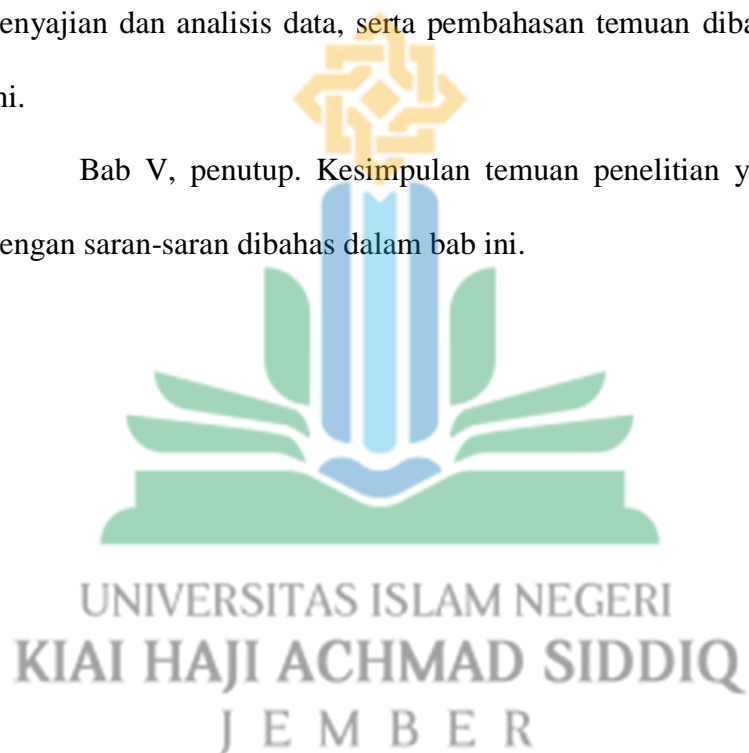 enyajian dan analisis data, serta pembahasan temuan diba
ni.
Bab V, penutup. Kesimpulan temuan penelitian y
engan saran-saran dibahas dalam bab ini.
UNIVERSITAS ISLAM NEGERI
KIAI HAJI ACHMAD SIDDIQ
JEMBER